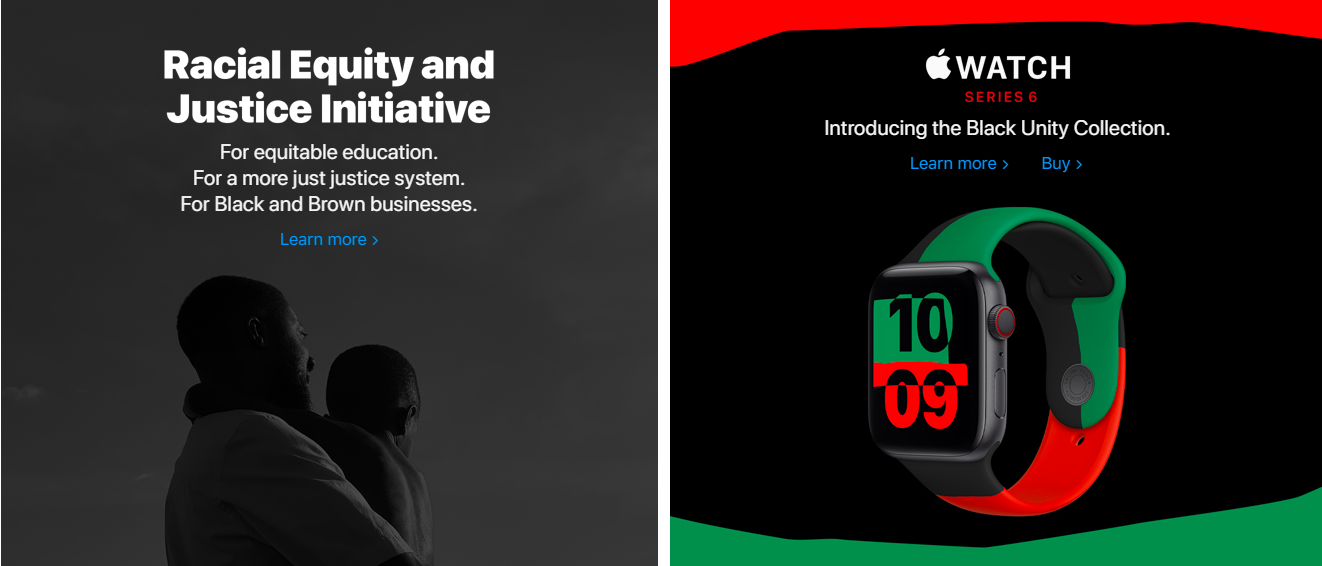 Racial Equity and
Justice Initiative
For equitable education.
For a more just justice system.
For Black and Brown businesses.
Learn more >
WATCH
SERIES 6
Introducing the Black Unity Collection.
Learn more > Buy >
10
09